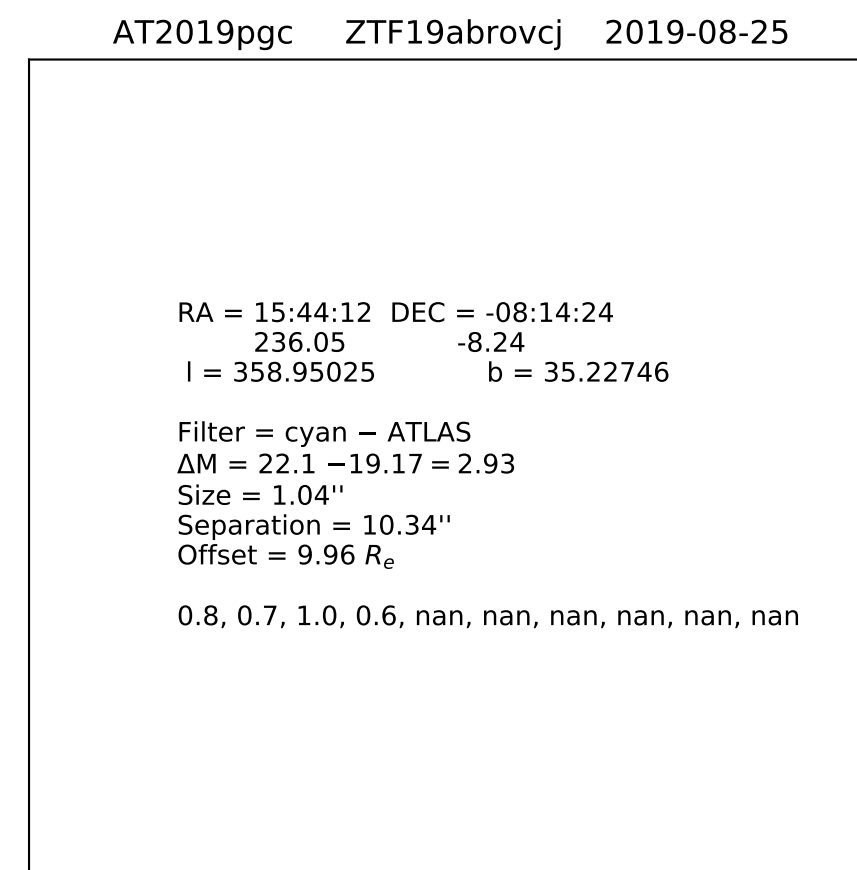 AT2019pgc ZTF19abrovcj 2019-08-25
RA = 15:44:12 DEC = -08:14:24
236.05 -8.24
l = 358.95025 b = 35.22746
Filter = cyan − ATLAS
ΔM = 22.1 −19.17 = 2.93
Size = 1.04''
Separation = 10.34''
Offset = 9.96 Rₑ
0.8, 0.7, 1.0, 0.6, nan, nan, nan, nan, nan, nan